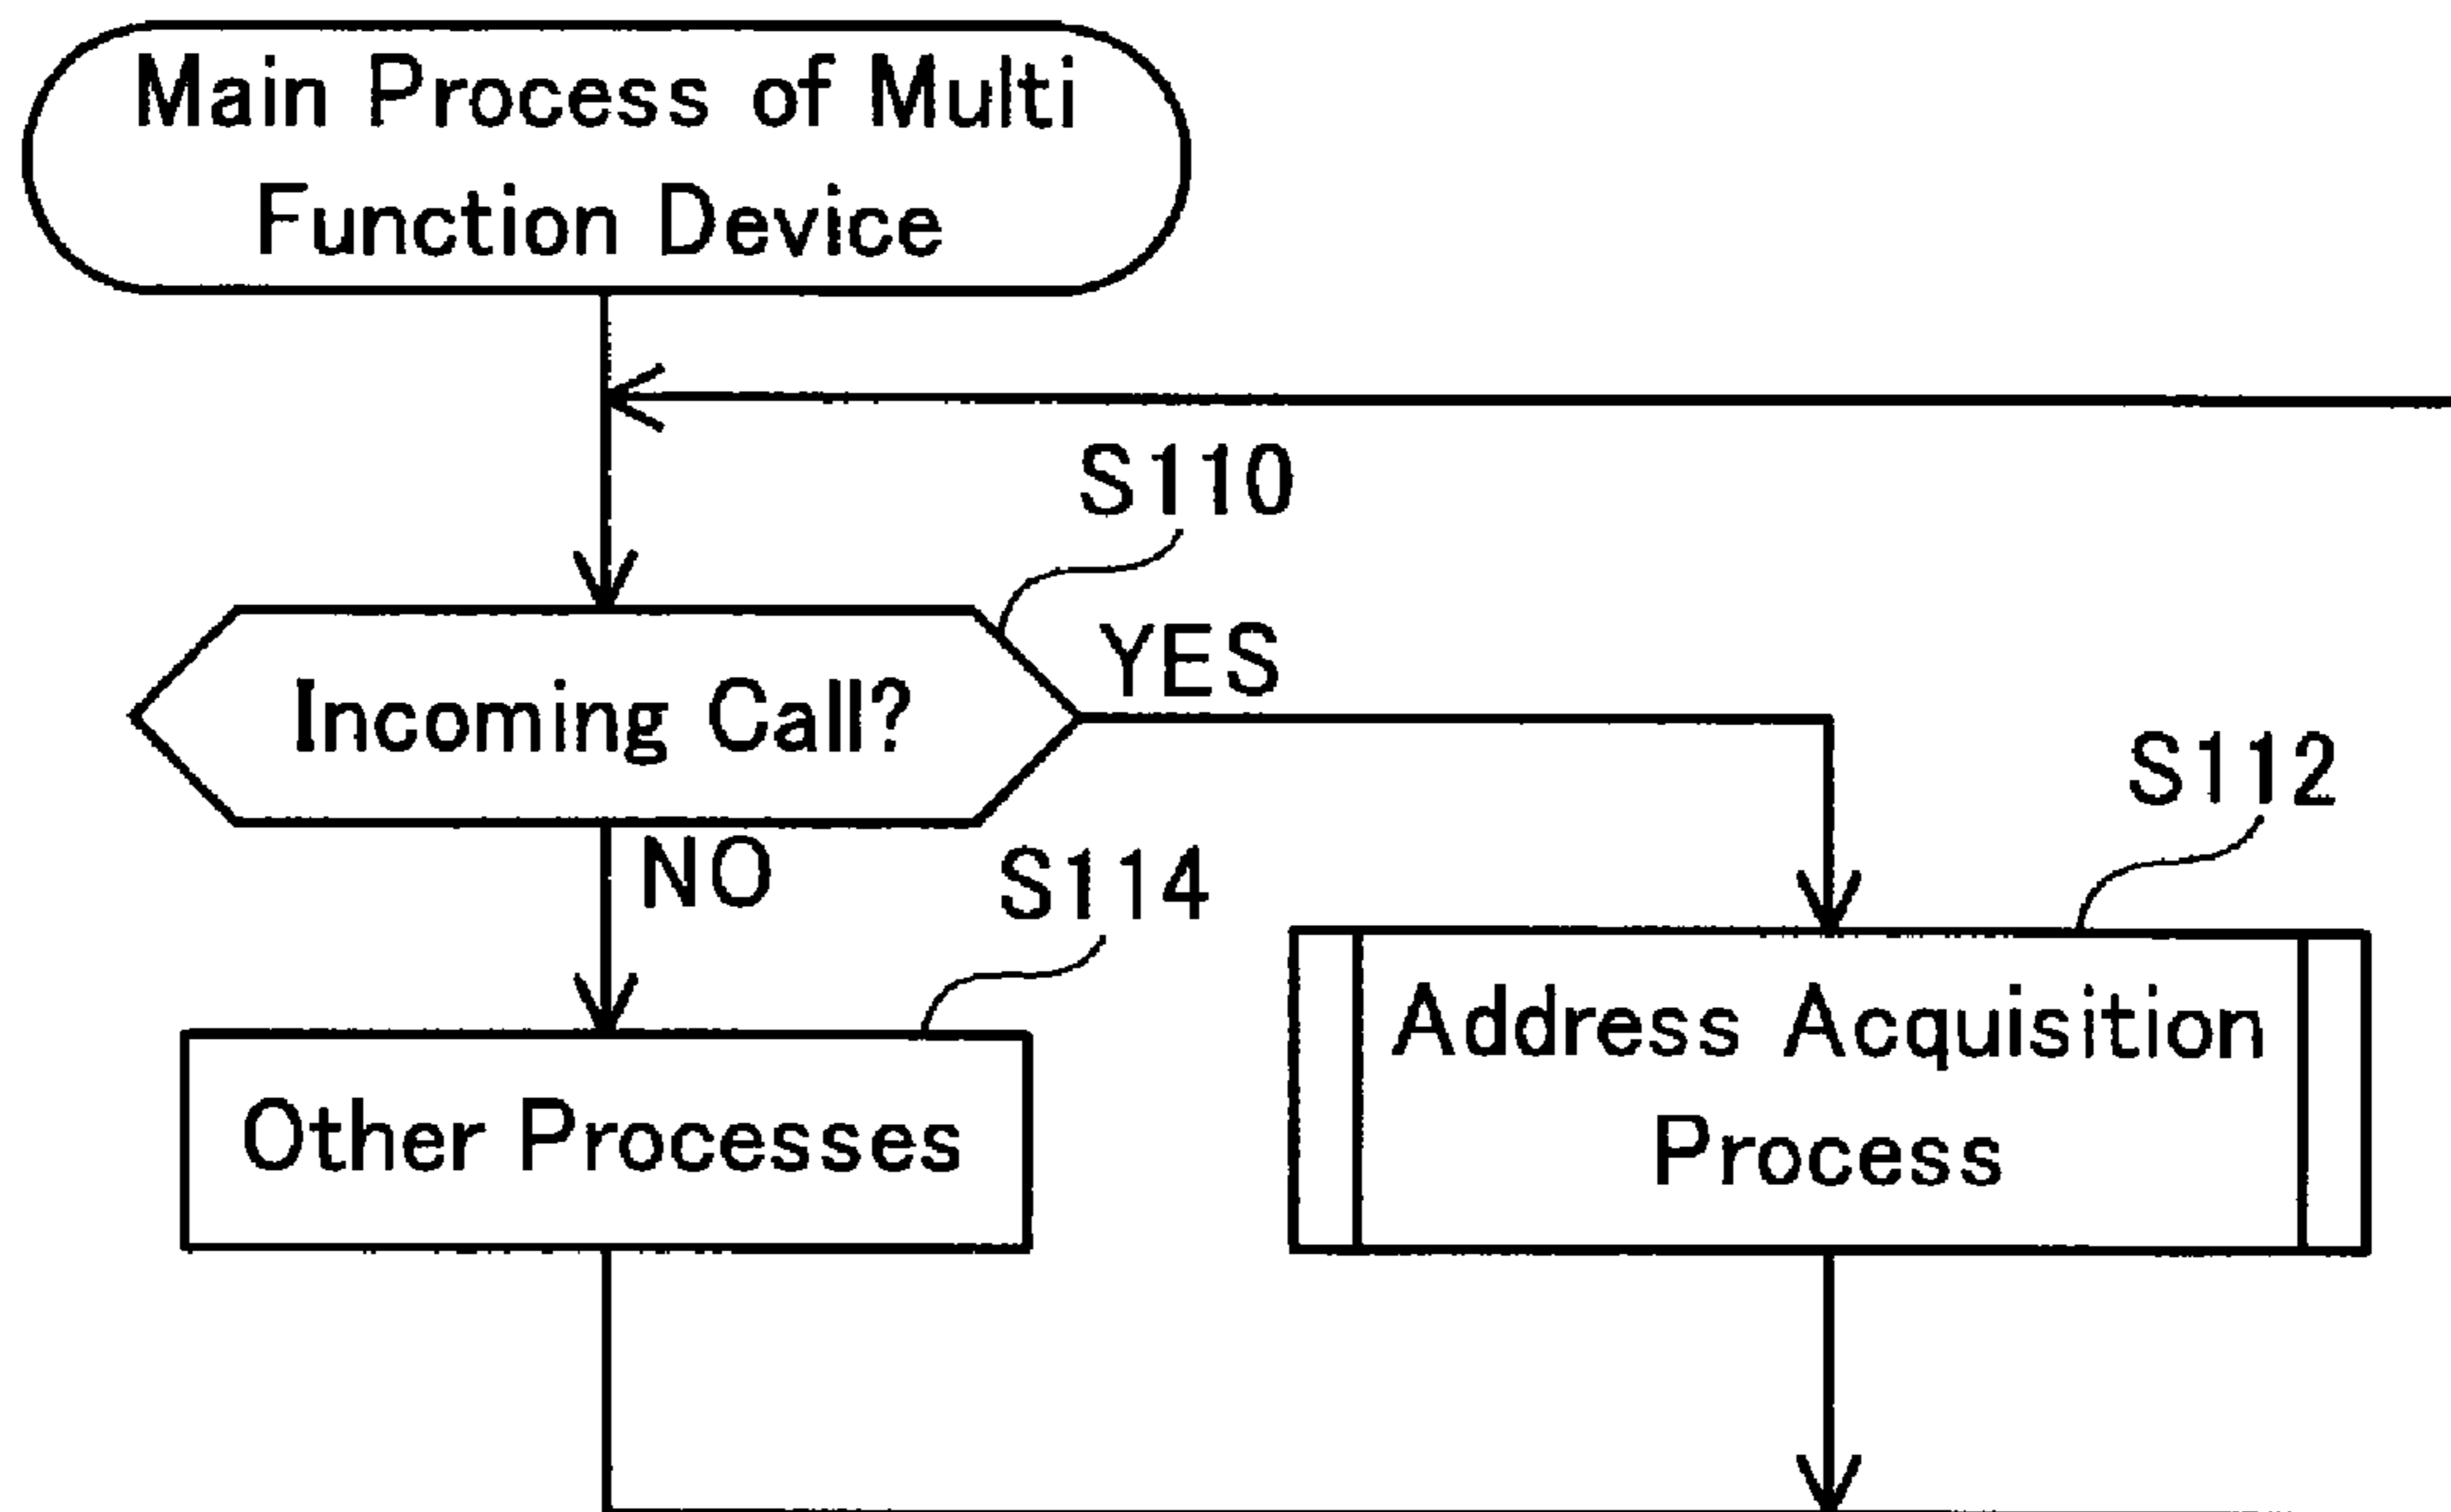 Main Process of Multi
Function Device
S110
YES
Incoming Call?
S112
NO
S114
Address Acquisition
Process
Other Processes